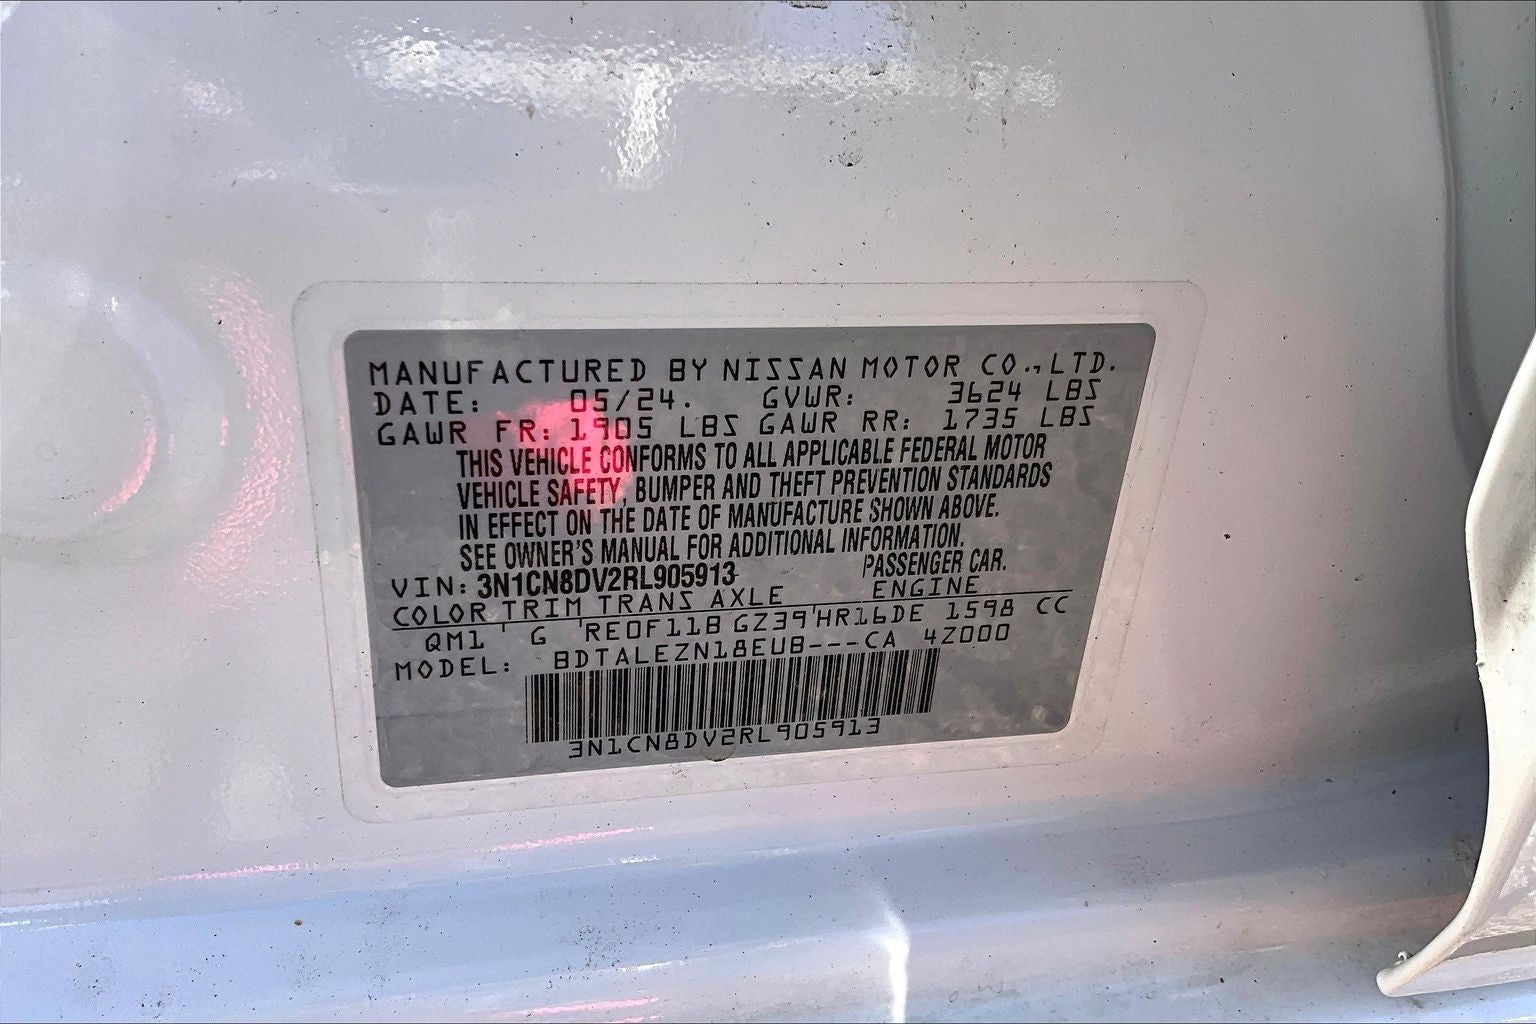 MANUFACTURED BY NISSAN MOTOR CO.,LTD.
DATE: 05/24. GVWR: 3624 LBS
GAWR FR: 1905 LBS GAWR RR: 1735 LBS
THIS VEHICLE CONFORMS TO ALL APPLICABLE FEDERAL MOTOR
VEHICLE SAFETY, BUMPER AND THEFT PREVENTION STANDARDS
IN EFFECT ON THE DATE OF MANUFACTURE SHOWN ABOVE.
SEE OWNER'S MANUAL FOR ADDITIONAL INFORMATION.
VIN: 3N1CN8DV2RL905913 PASSENGER CAR.
COLOR TRIM TRANS AXLE ENGINE
QM1 ' G 'RE0F11B GZ39'HR16DE 1598 CC
MODEL: BDTALEZN18EUB---CA 4Z000
3N1CN8DV2RL905913